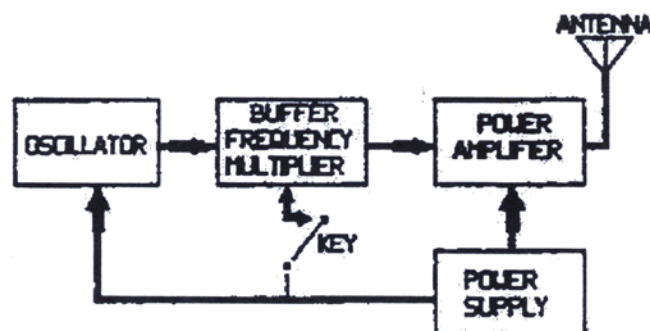 ANTENNA
OSCILLATOR
BUFFER
FREQUENCY
MULTIPLIER
POWER
AMPLIFIER
KEY
POWER
SUPPLY